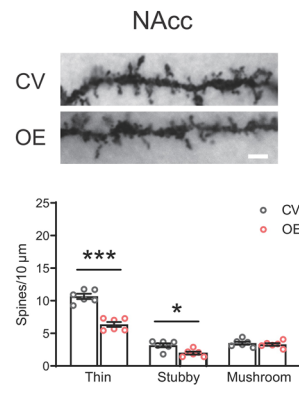 NAcc
CV
OE
25
20
15
10
5
0
Spines/10 μm
CV
OE
***
*
Thin
Stubby
Mushroom